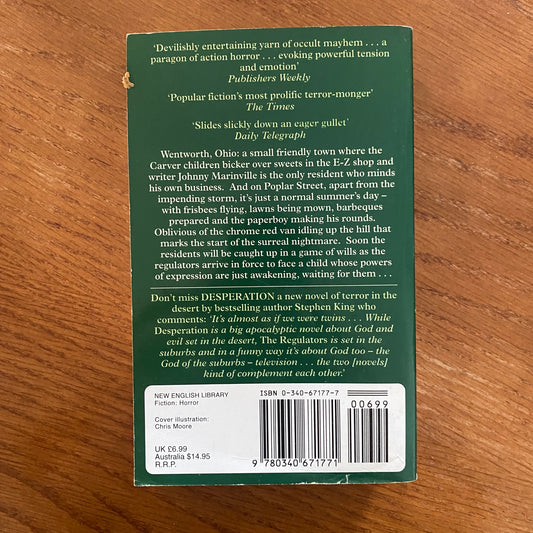 ‘Devilishly entertaining yarn of occult mayhem . . . a
paragon of action horror . . . evoking powerful tension
and emotion’
Publishers Weekly
‘Popular fiction’s most prolific terror-monger’
The Times
‘Slides slickly down an eager gullet’
Daily Telegraph
Wentworth, Ohio: a small friendly town where the
Carver children bicker over sweets in the E-Z shop and
writer Johnny Marinville is the only resident who minds
his own business. And on Poplar Street, apart from the
impending storm, it’s just a normal summer’s day –
with frisbees flying, lawns being mown, barbeques
prepared and the paperboy making his rounds.
Oblivious of the chrome red van idling up the hill that
marks the start of the surreal nightmare. Soon the
residents will be caught up in a game of wills as the
regulators arrive in force to face a child whose powers
of expression are just awakening, waiting for them . . .
Don’t miss DESPERATION a new novel of terror in the
desert by bestselling author Stephen King who
comments: ‘It’s almost as if we were twins . . . While
Desperation is a big apocalyptic novel about God and
evil set in the desert, The Regulators is set in the
suburbs and in a funny way it’s about God too – the
God of the suburbs – television . . . the two [novels]
kind of complement each other.’
NEW ENGLISH LIBRARY
Fiction: Horror
Cover illustration:
Chris Moore
UK £6.99
Australia $14.95
R.R.P.
ISBN 0-340-67177-7
00699
9 780340 671771